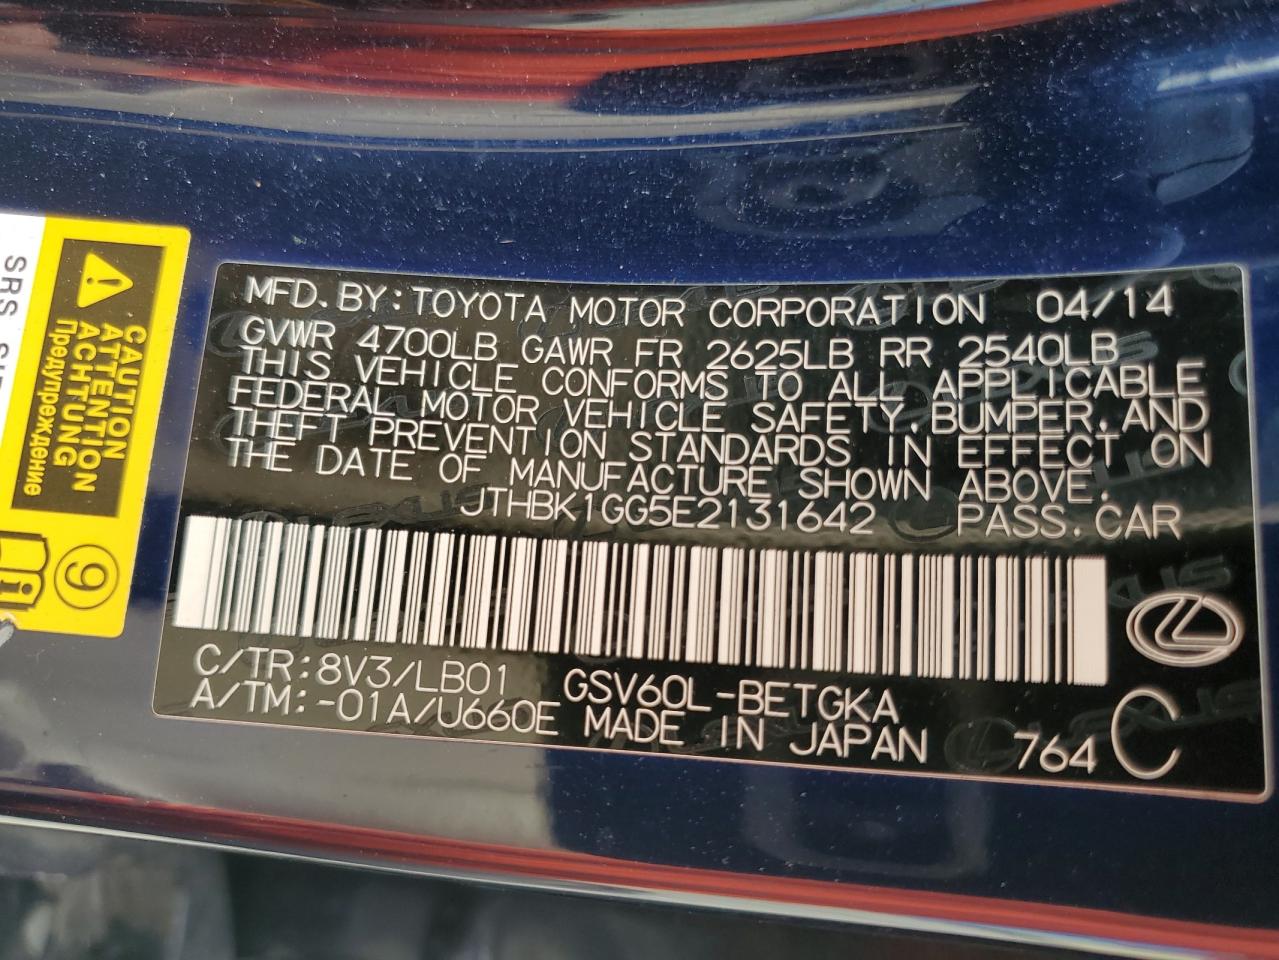 MFD.BY:TOYOTA MOTOR CORPORATION 04/14
GVWR 4700LB GAWR FR 2625LB RR 2540LB
THIS VEHICLE CONFORMS TO ALL APPLICABLE
FEDERAL MOTOR VEHICLE SAFETY,BUMPER,AND
THEFT PREVENTION STANDARDS IN EFFECT ON
THE DATE OF MANUFACTURE SHOWN ABOVE.
JTHBK1GG5E2131642 PASS.CAR
C/TR:8V3/LB01 GSV60L-BETGKA
A/TM:-01A/U660E MADE IN JAPAN 764 C
CAUTION
ATTENTION
ACHTUNG
Предупреждение
9
SRS